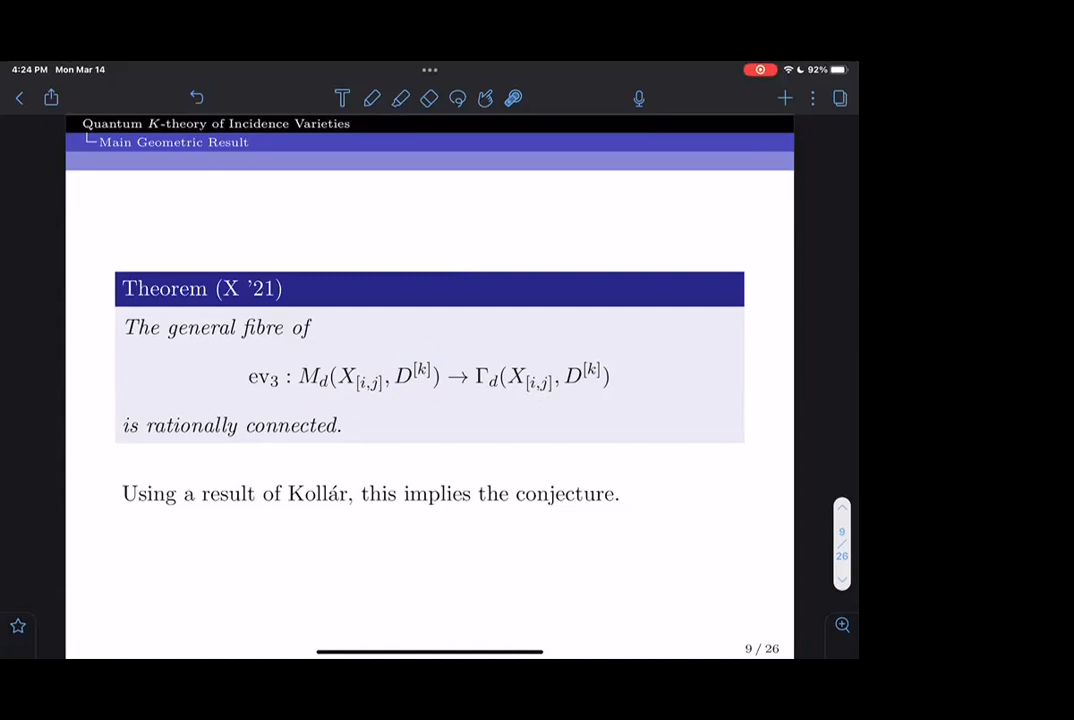 4:24 PM Mon Mar 14
92%
Quantum K-theory of Incidence Varieties
Main Geometric Result
Theorem (X '21)
The general fibre of
ev₃ : M_d(X_{[i,j]}, D^{[k]}) → Γ_d(X_{[i,j]}, D^{[k]})
is rationally connected.
Using a result of Kollár, this implies the conjecture.
9
/
26
9 / 26